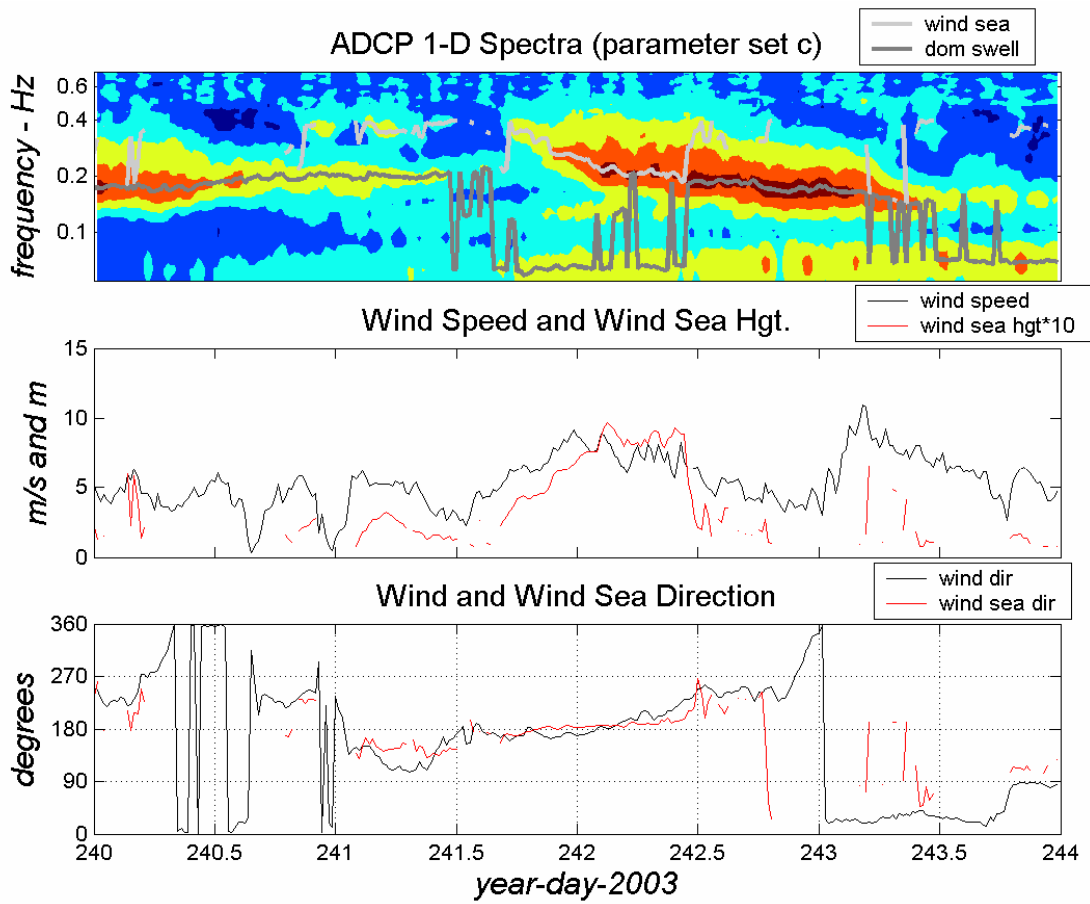 wind sea
dom swell
ADCP 1-D Spectra (parameter set c)
frequency - Hz
0.6
0.4
0.2
0.1
wind speed
wind sea hgt*10
Wind Speed and Wind Sea Hgt.
m/s and m
15
10
5
0
wind dir
wind sea dir
Wind and Wind Sea Direction
degrees
360
270
180
90
0
240 240.5 241 241.5 242 242.5 243 243.5 244
year-day-2003